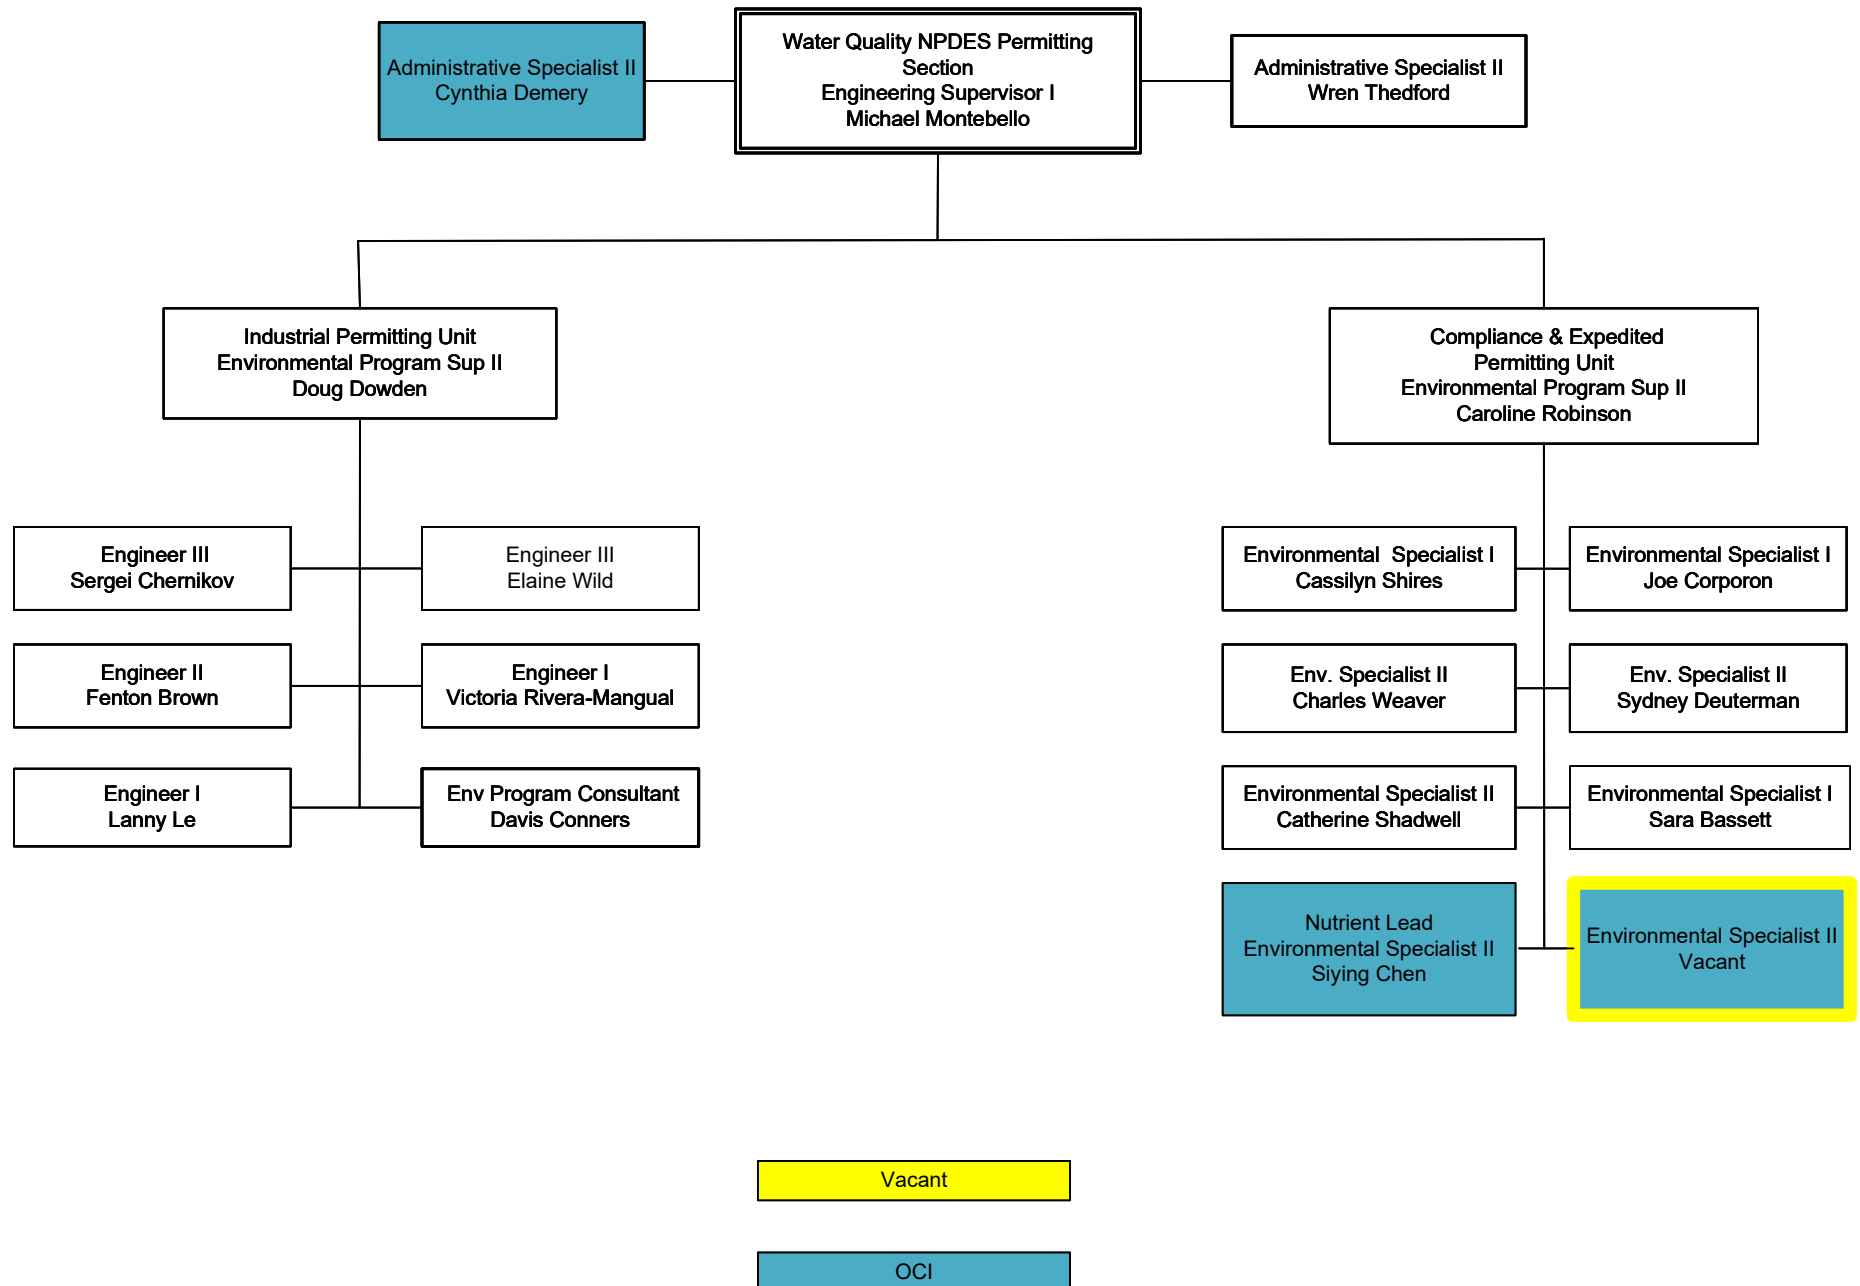 Administrative Specialist II
Cynthia Demery
Water Quality NPDES Permitting
Section
Engineering Supervisor I
Michael Montebello
Administrative Specialist II
Wren Thedford
Industrial Permitting Unit
Environmental Program Sup II
Doug Dowden
Compliance & Expedited
Permitting Unit
Environmental Program Sup II
Caroline Robinson
Engineer III
Sergei Chernikov
Engineer III
Elaine Wild
Environmental  Specialist I
Cassilyn Shires
Environmental Specialist I
Joe Corporon
Engineer II
Fenton Brown
Engineer I
Victoria Rivera-Mangual
Env. Specialist II
Charles Weaver
Env. Specialist II
Sydney Deuterman
Engineer I
Lanny Le
Env Program Consultant
Davis Conners
Environmental Specialist II
Catherine Shadwell
Environmental Specialist I
Sara Bassett
Nutrient Lead
Environmental Specialist II
Siying Chen
Environmental Specialist II
Vacant
Vacant
OCI